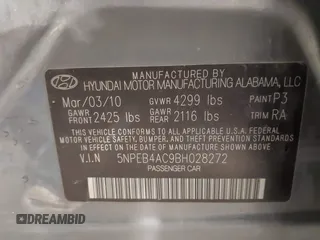 MANUFACTURED BY
HYUNDAI MOTOR MANUFACTURING ALABAMA, LLC
Mar/03/10 GVWR 4299 lbs PAINT P3
GAWR FRONT 2425 lbs GAWR REAR 2116 lbs TRIM RA
THIS VEHICLE CONFORMS TO ALL APPLICABLE FEDERAL MOTOR
VEHICLE SAFETY, BUMPER, AND THEFT PREVENTION STANDARDS
IN EFFECT ON THE DATE OF MANUFACTURE SHOWN ABOVE.
V.I.N 5NPEB4AC9BH028272
PASSENGER CAR
DREAMBID